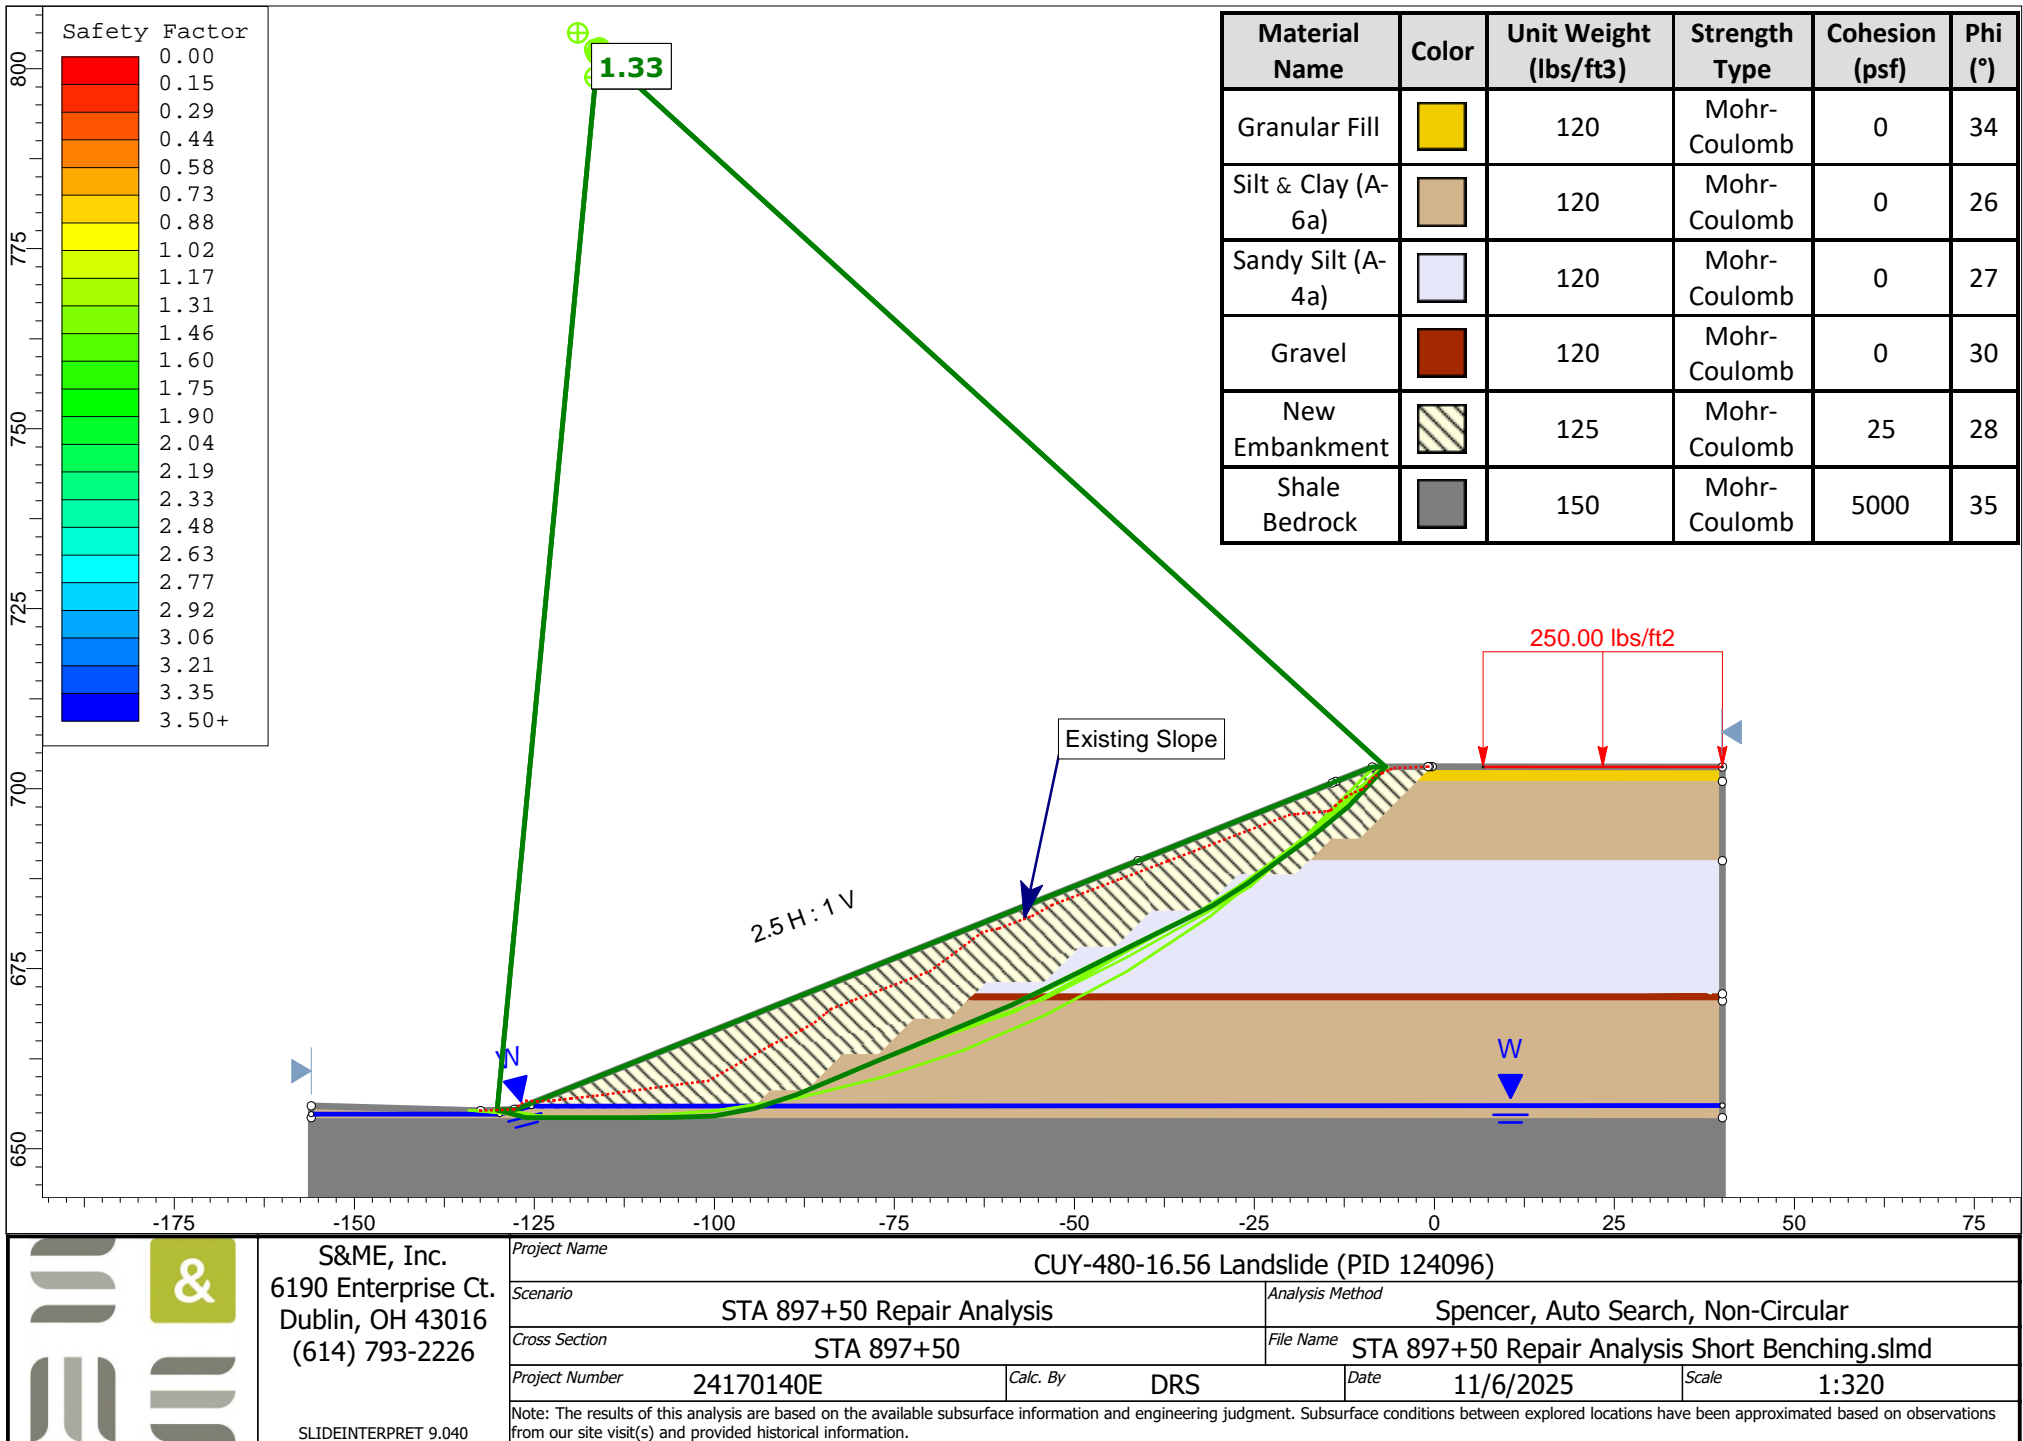 Safety Factor
0.00
0.15
0.29
0.44
0.58
0.73
0.88
1.02
1.17
1.31
1.46
1.60
1.75
1.90
2.04
2.19
2.33
2.48
2.63
2.77
2.92
3.06
3.21
3.35
3.50+
1.33
Material Name Color Unit Weight (lbs/ft3) Strength Type Cohesion (psf) Phi (°)
Granular Fill 120 Mohr-Coulomb 0 34
Silt & Clay (A-6a) 120 Mohr-Coulomb 0 26
Sandy Silt (A-4a) 120 Mohr-Coulomb 0 27
Gravel 120 Mohr-Coulomb 0 30
New Embankment 125 Mohr-Coulomb 25 28
Shale Bedrock 150 Mohr-Coulomb 5000 35
800
775
750
725
700
675
650
250.00 lbs/ft2
Existing Slope
2.5 H : 1 V
W
W
-175 -150 -125 -100 -75 -50 -25 0 25 50 75
&
S&ME, Inc.
6190 Enterprise Ct.
Dublin, OH 43016
(614) 793-2226
SLIDEINTERPRET 9.040
Project Name
CUY-480-16.56 Landslide (PID 124096)
Scenario
STA 897+50 Repair Analysis
Analysis Method
Spencer, Auto Search, Non-Circular
Cross Section
STA 897+50
File Name
STA 897+50 Repair Analysis Short Benching.slmd
Project Number
24170140E
Calc. By
DRS
Date
11/6/2025
Scale
1:320
Note: The results of this analysis are based on the available subsurface information and engineering judgment. Subsurface conditions between explored locations have been approximated based on observations
from our site visit(s) and provided historical information.